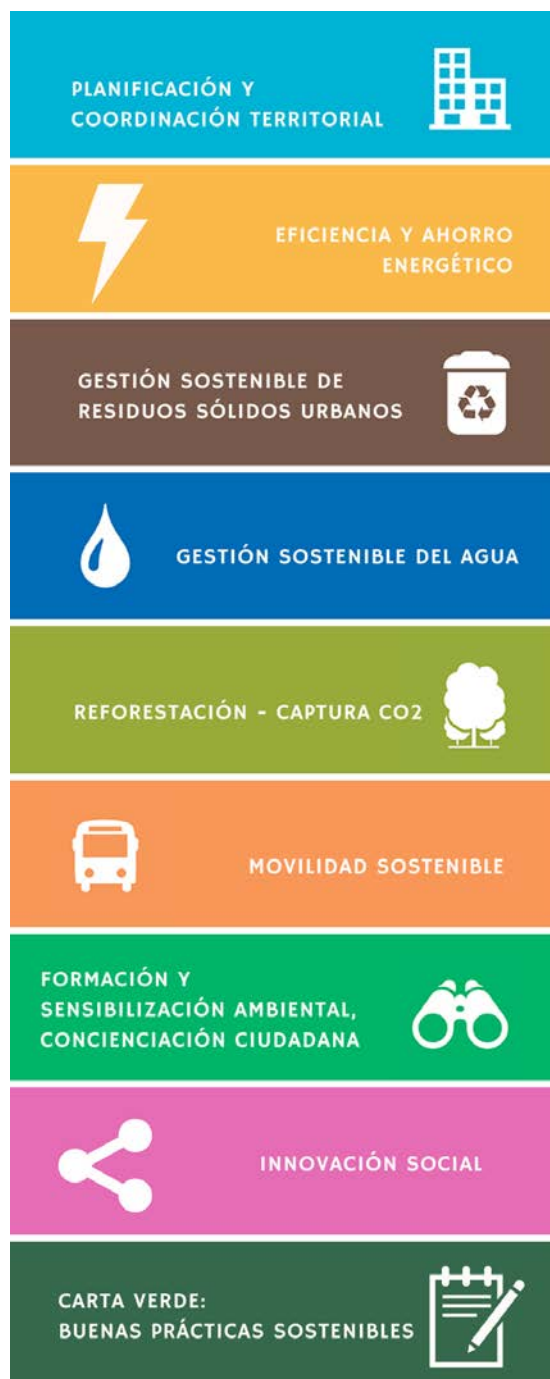 PLANIFICACIÓN Y
COORDINACIÓN TERRITORIAL
EFICIENCIA Y AHORRO
ENERGÉTICO
GESTIÓN SOSTENIBLE DE
RESIDUOS SÓLIDOS URBANOS
GESTIÓN SOSTENIBLE DEL AGUA
REFORESTACIÓN - CAPTURA CO2
MOVILIDAD SOSTENIBLE
FORMACIÓN Y
SENSIBILIZACIÓN AMBIENTAL,
CONCIENCIACIÓN CIUDADANA
INNOVACIÓN SOCIAL
CARTA VERDE:
BUENAS PRÁCTICAS SOSTENIBLES